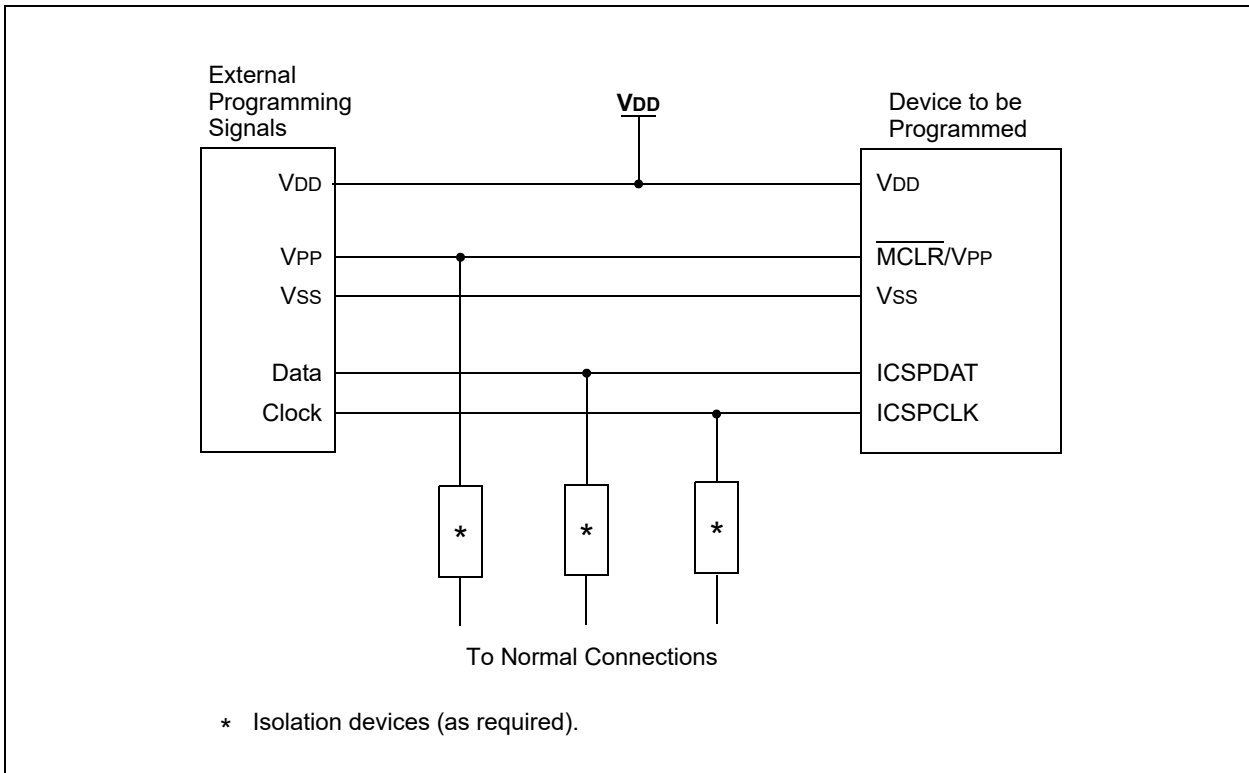 External
Programming
Signals
VDD
Device to be
Programmed
VDD
VDD
VPP
MCLR/VPP
VSS
VSS
Data
ICSPDAT
Clock
ICSPCLK
*
*
*
To Normal Connections
* Isolation devices (as required).